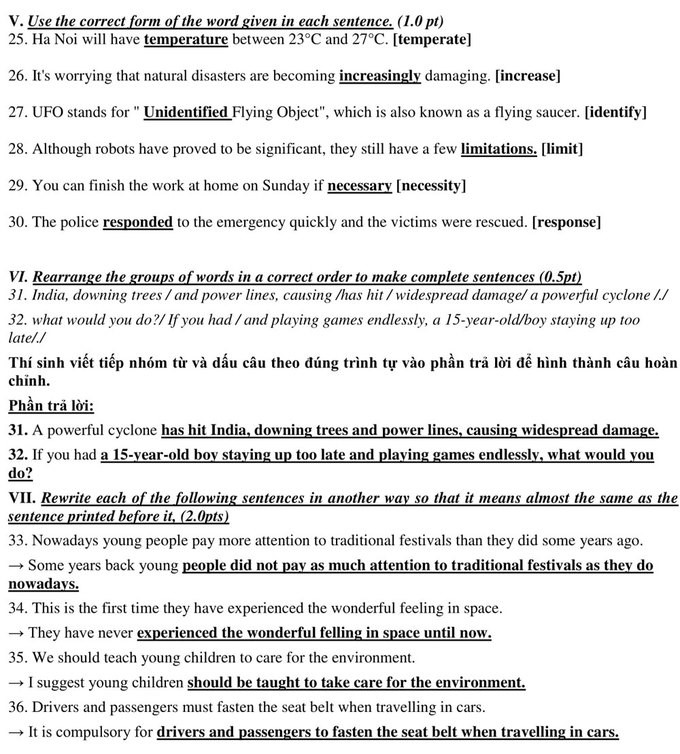 V. Use the correct form of the word given in each sentence. (1.0 pt)
25. Ha Noi will have temperature between 23°C and 27°C. [temperate]
26. It's worrying that natural disasters are becoming increasingly damaging. [increase]
27. UFO stands for " Unidentified Flying Object", which is also known as a flying saucer. [identify]
28. Although robots have proved to be significant, they still have a few limitations. [limit]
29. You can finish the work at home on Sunday if necessary [necessity]
30. The police responded to the emergency quickly and the victims were rescued. [response]
VI. Rearrange the groups of words in a correct order to make complete sentences (0.5pt)
31. India, downing trees / and power lines, causing /has hit / widespread damage/ a powerful cyclone /./
32. what would you do?/ If you had / and playing games endlessly, a 15-year-old/boy staying up too
late/./
Thí sinh viết tiếp nhóm từ và dấu câu theo đúng trình tự vào phần trả lời để hình thành câu hoàn
chỉnh.
Phần trả lời:
31. A powerful cyclone has hit India, downing trees and power lines, causing widespread damage.
32. If you had a 15-year-old boy staying up too late and playing games endlessly, what would you
do?
VII. Rewrite each of the following sentences in another way so that it means almost the same as the
sentence printed before it, (2.0pts)
33. Nowadays young people pay more attention to traditional festivals than they did some years ago.
→ Some years back young people did not pay as much attention to traditional festivals as they do
nowadays.
34. This is the first time they have experienced the wonderful feeling in space.
→ They have never experienced the wonderful felling in space until now.
35. We should teach young children to care for the environment.
→ I suggest young children should be taught to take care for the environment.
36. Drivers and passengers must fasten the seat belt when travelling in cars.
→ It is compulsory for drivers and passengers to fasten the seat belt when travelling in cars.